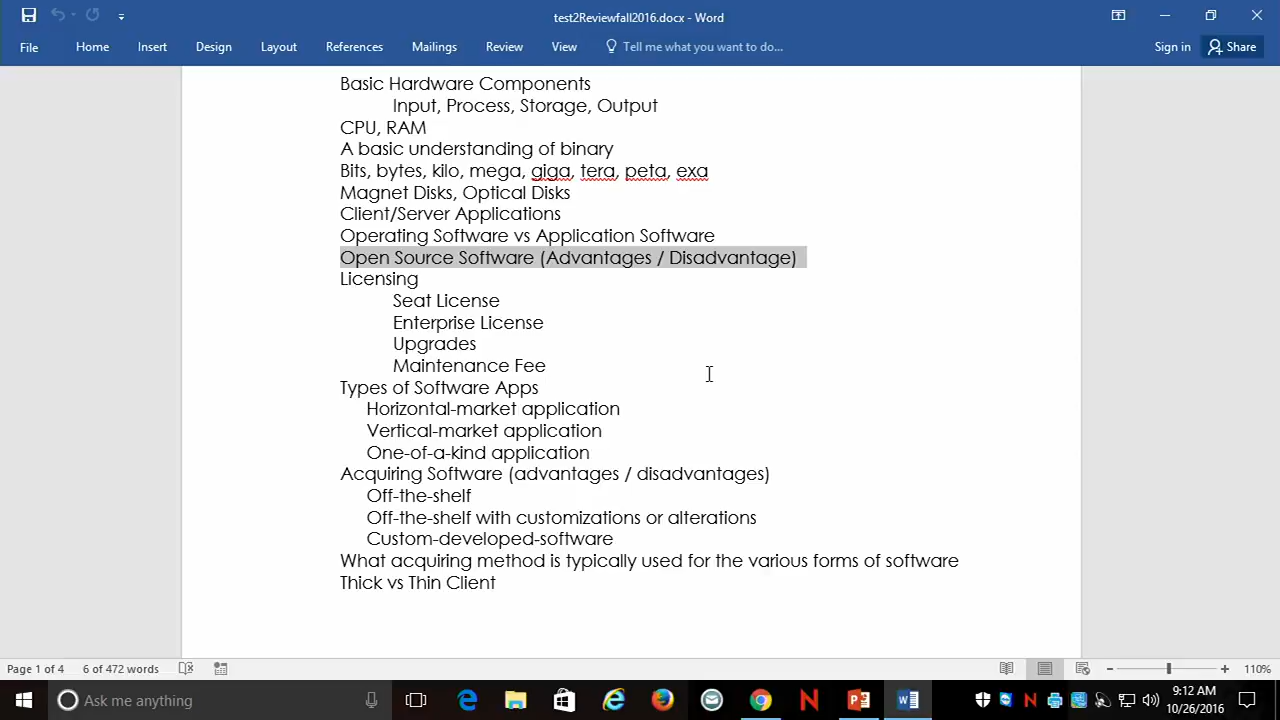 test2Reviewfall2016.docx - Word
File Home Insert Design Layout References Mailings Review View Tell me what you want to do... Sign in Share
Basic Hardware Components
Input, Process, Storage, Output
CPU, RAM
A basic understanding of binary
Bits, bytes, kilo, mega, giga, tera, peta, exa
Magnet Disks, Optical Disks
Client/Server Applications
Operating Software vs Application Software
Open Source Software (Advantages / Disadvantage)
Licensing
Seat License
Enterprise License
Upgrades
Maintenance Fee
Types of Software Apps
Horizontal-market application
Vertical-market application
One-of-a-kind application
Acquiring Software (advantages / disadvantages)
Off-the-shelf
Off-the-shelf with customizations or alterations
Custom-developed-software
What acquiring method is typically used for the various forms of software
Thick vs Thin Client
Page 1 of 4 6 of 472 words 110%
Ask me anything 9:12 AM
10/26/2016